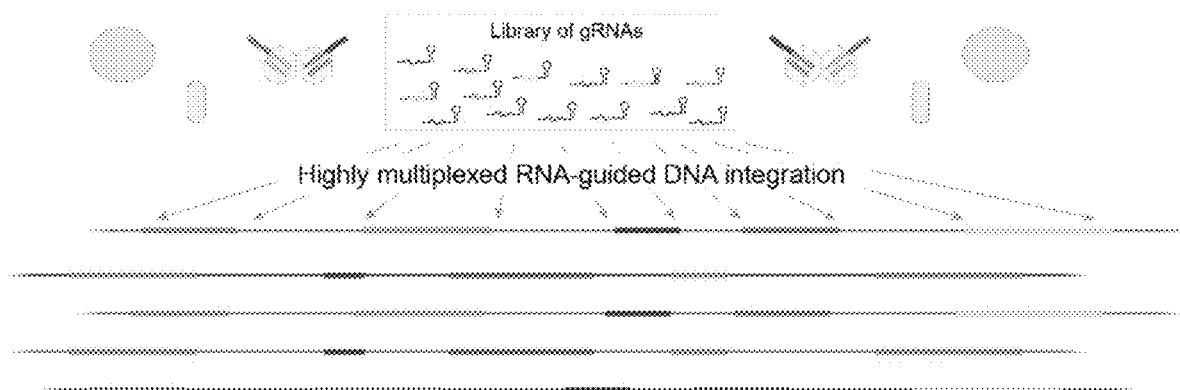 Library of gRNAs
Highly multiplexed RNA-guided DNA integration